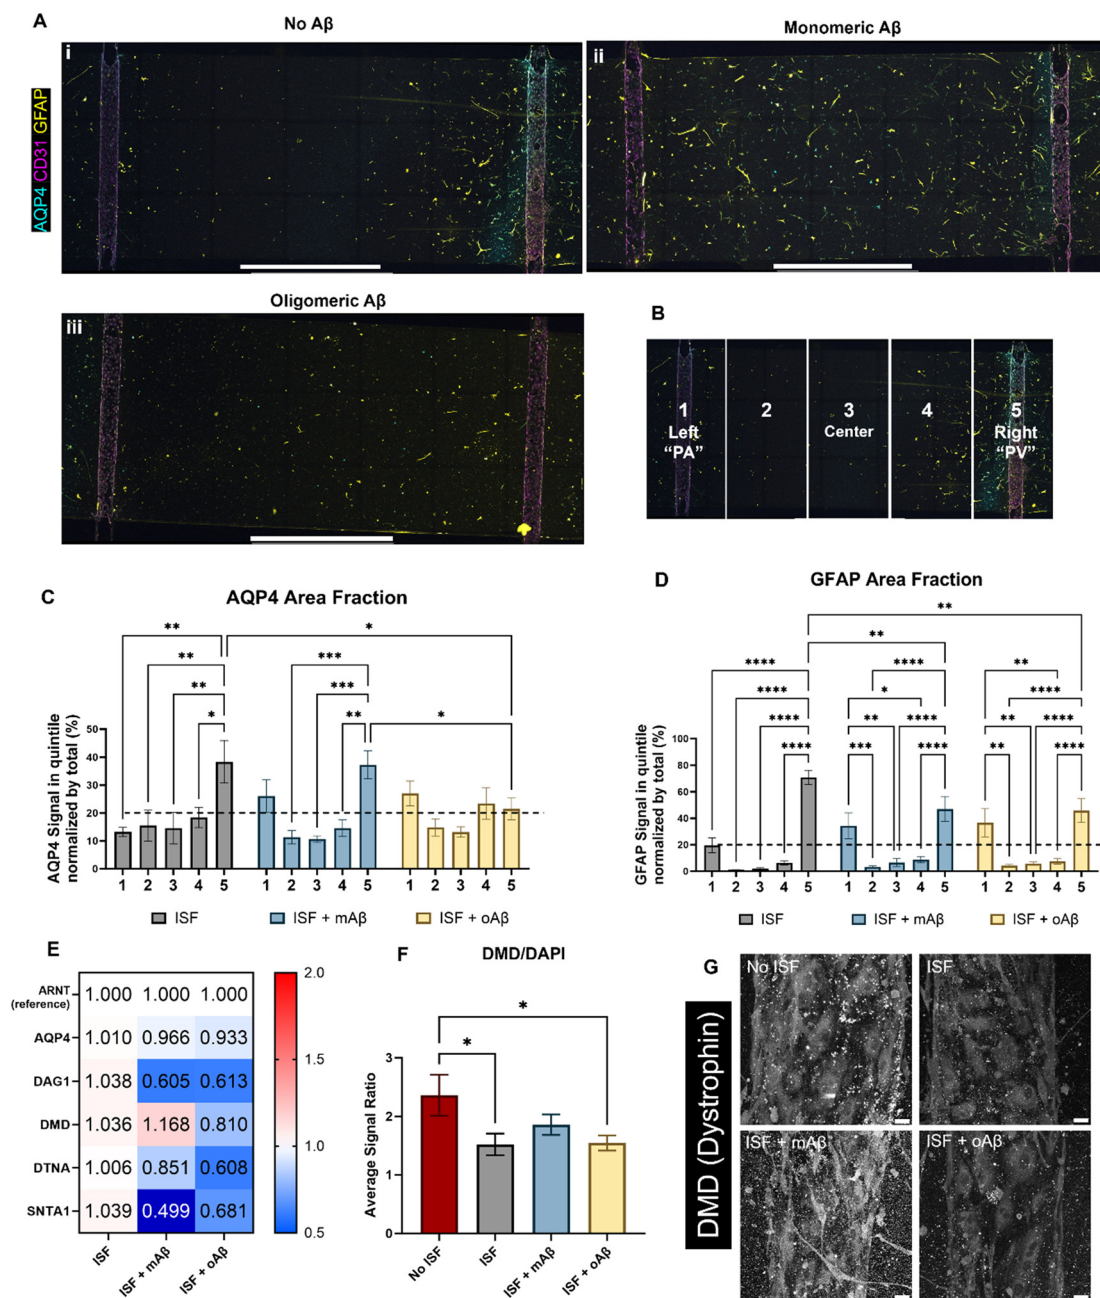 A
No Aβ
Monomeric Aβ
AQP4 CD31 GFAP
i
ii
Oligomeric Aβ
iii
B
1
Left
"PA"
2
3
Center
4
5
Right
"PV"
C
AQP4 Area Fraction
** *
** ***
** ***
* ** *
AQP4 Signal in quintile
normalized by total (%)
50
40
30
20
10
0
1 2 3 4 5 1 2 3 4 5 1 2 3 4 5
ISF ISF + mAβ ISF + oAβ
D
GFAP Area Fraction
**
**
**** **** **
**** * ****
**** ** **** ** ****
**** *** **** ** ****
GFAP Signal in quintile
normalized by total (%)
100
80
60
40
20
0
1 2 3 4 5 1 2 3 4 5 1 2 3 4 5
ISF ISF + mAβ ISF + oAβ
E
ARNT
(reference)
1.000 1.000 1.000
AQP4 1.010 0.966 0.933
DAG1 1.038 0.605 0.613
DMD 1.036 1.168 0.810
DTNA 1.006 0.851 0.608
SNTA1 1.039 0.499 0.681
ISF ISF + mAβ ISF + oAβ
2.0
1.5
1.0
0.5
F
DMD/DAPI
*
*
Average Signal Ratio
3
2
1
0
No ISF ISF ISF + mAβ ISF + oAβ
G
DMD (Dystrophin)
No ISF
ISF
ISF + mAβ
ISF + oAβ